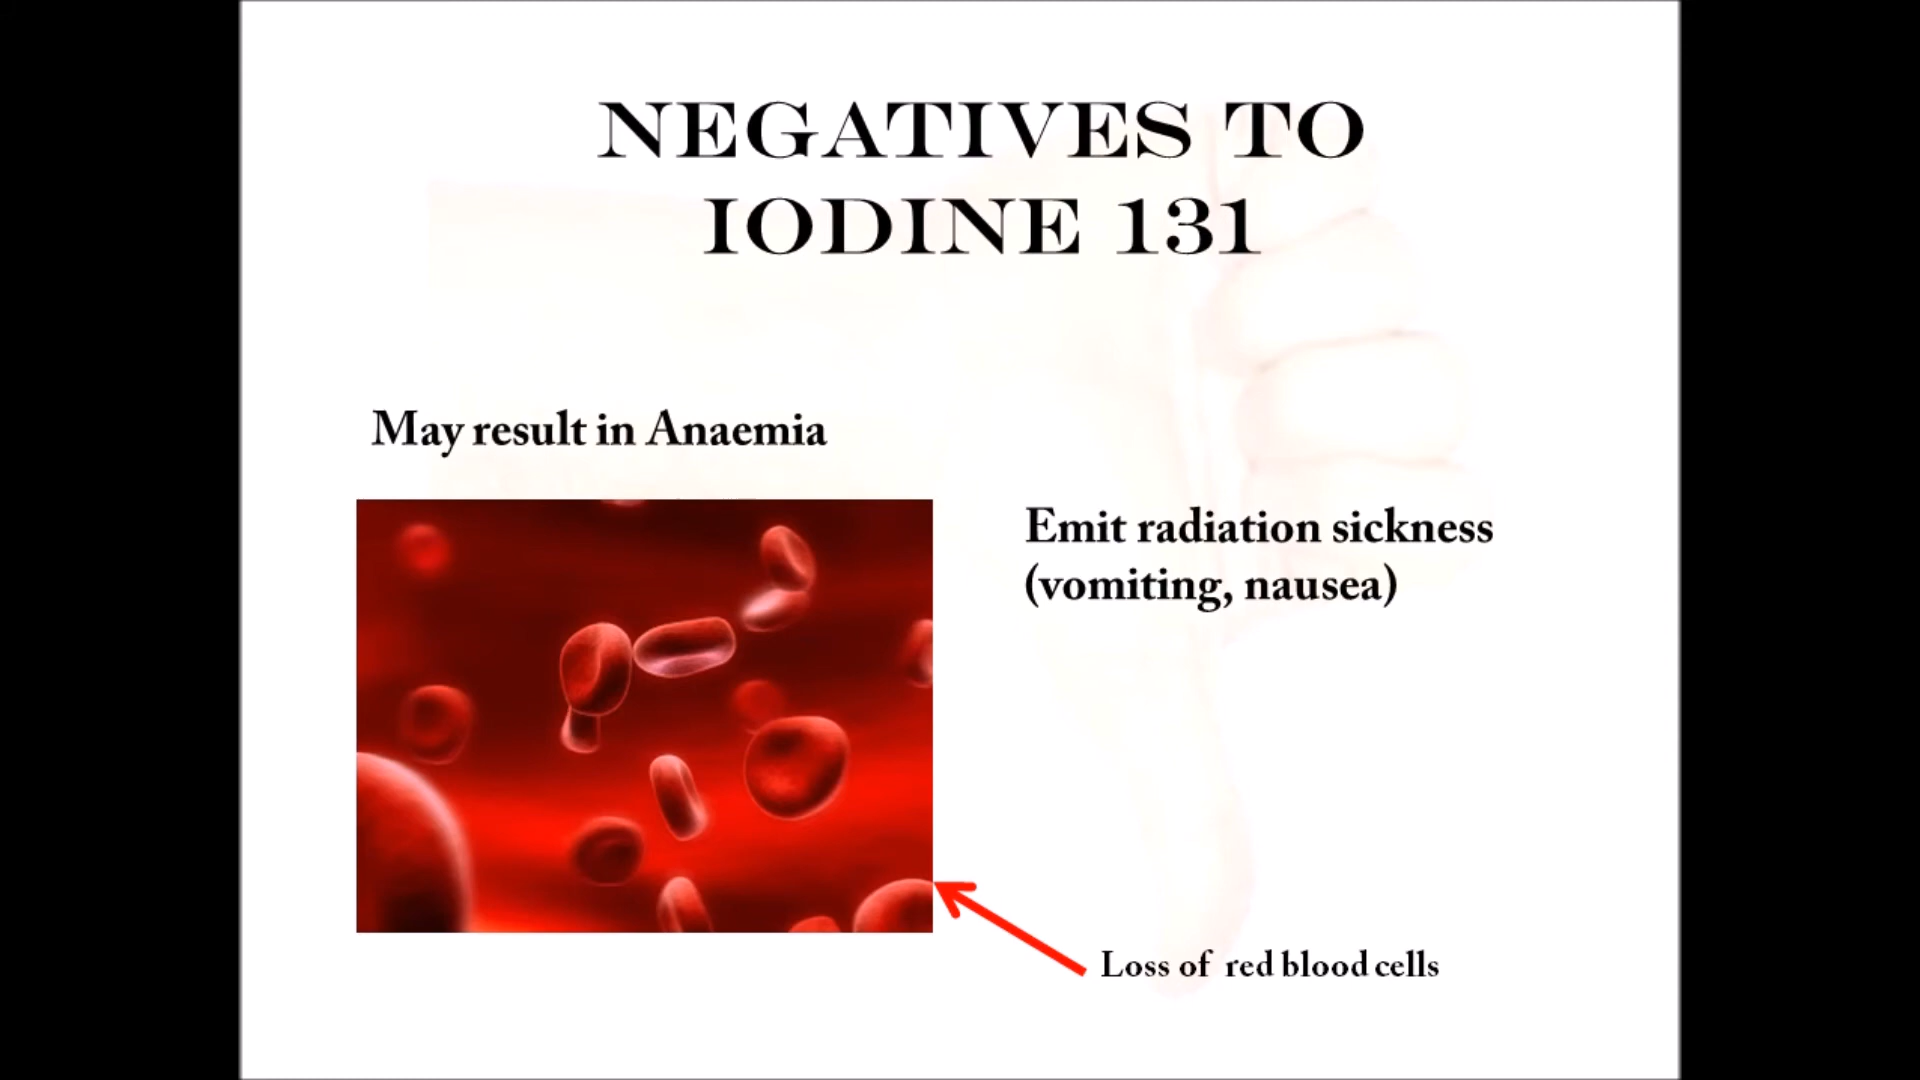 NEGATIVES TO
IODINE 131
May result in Anaemia
Emit radiation sickness
(vomiting, nausea)
Loss of red blood cells